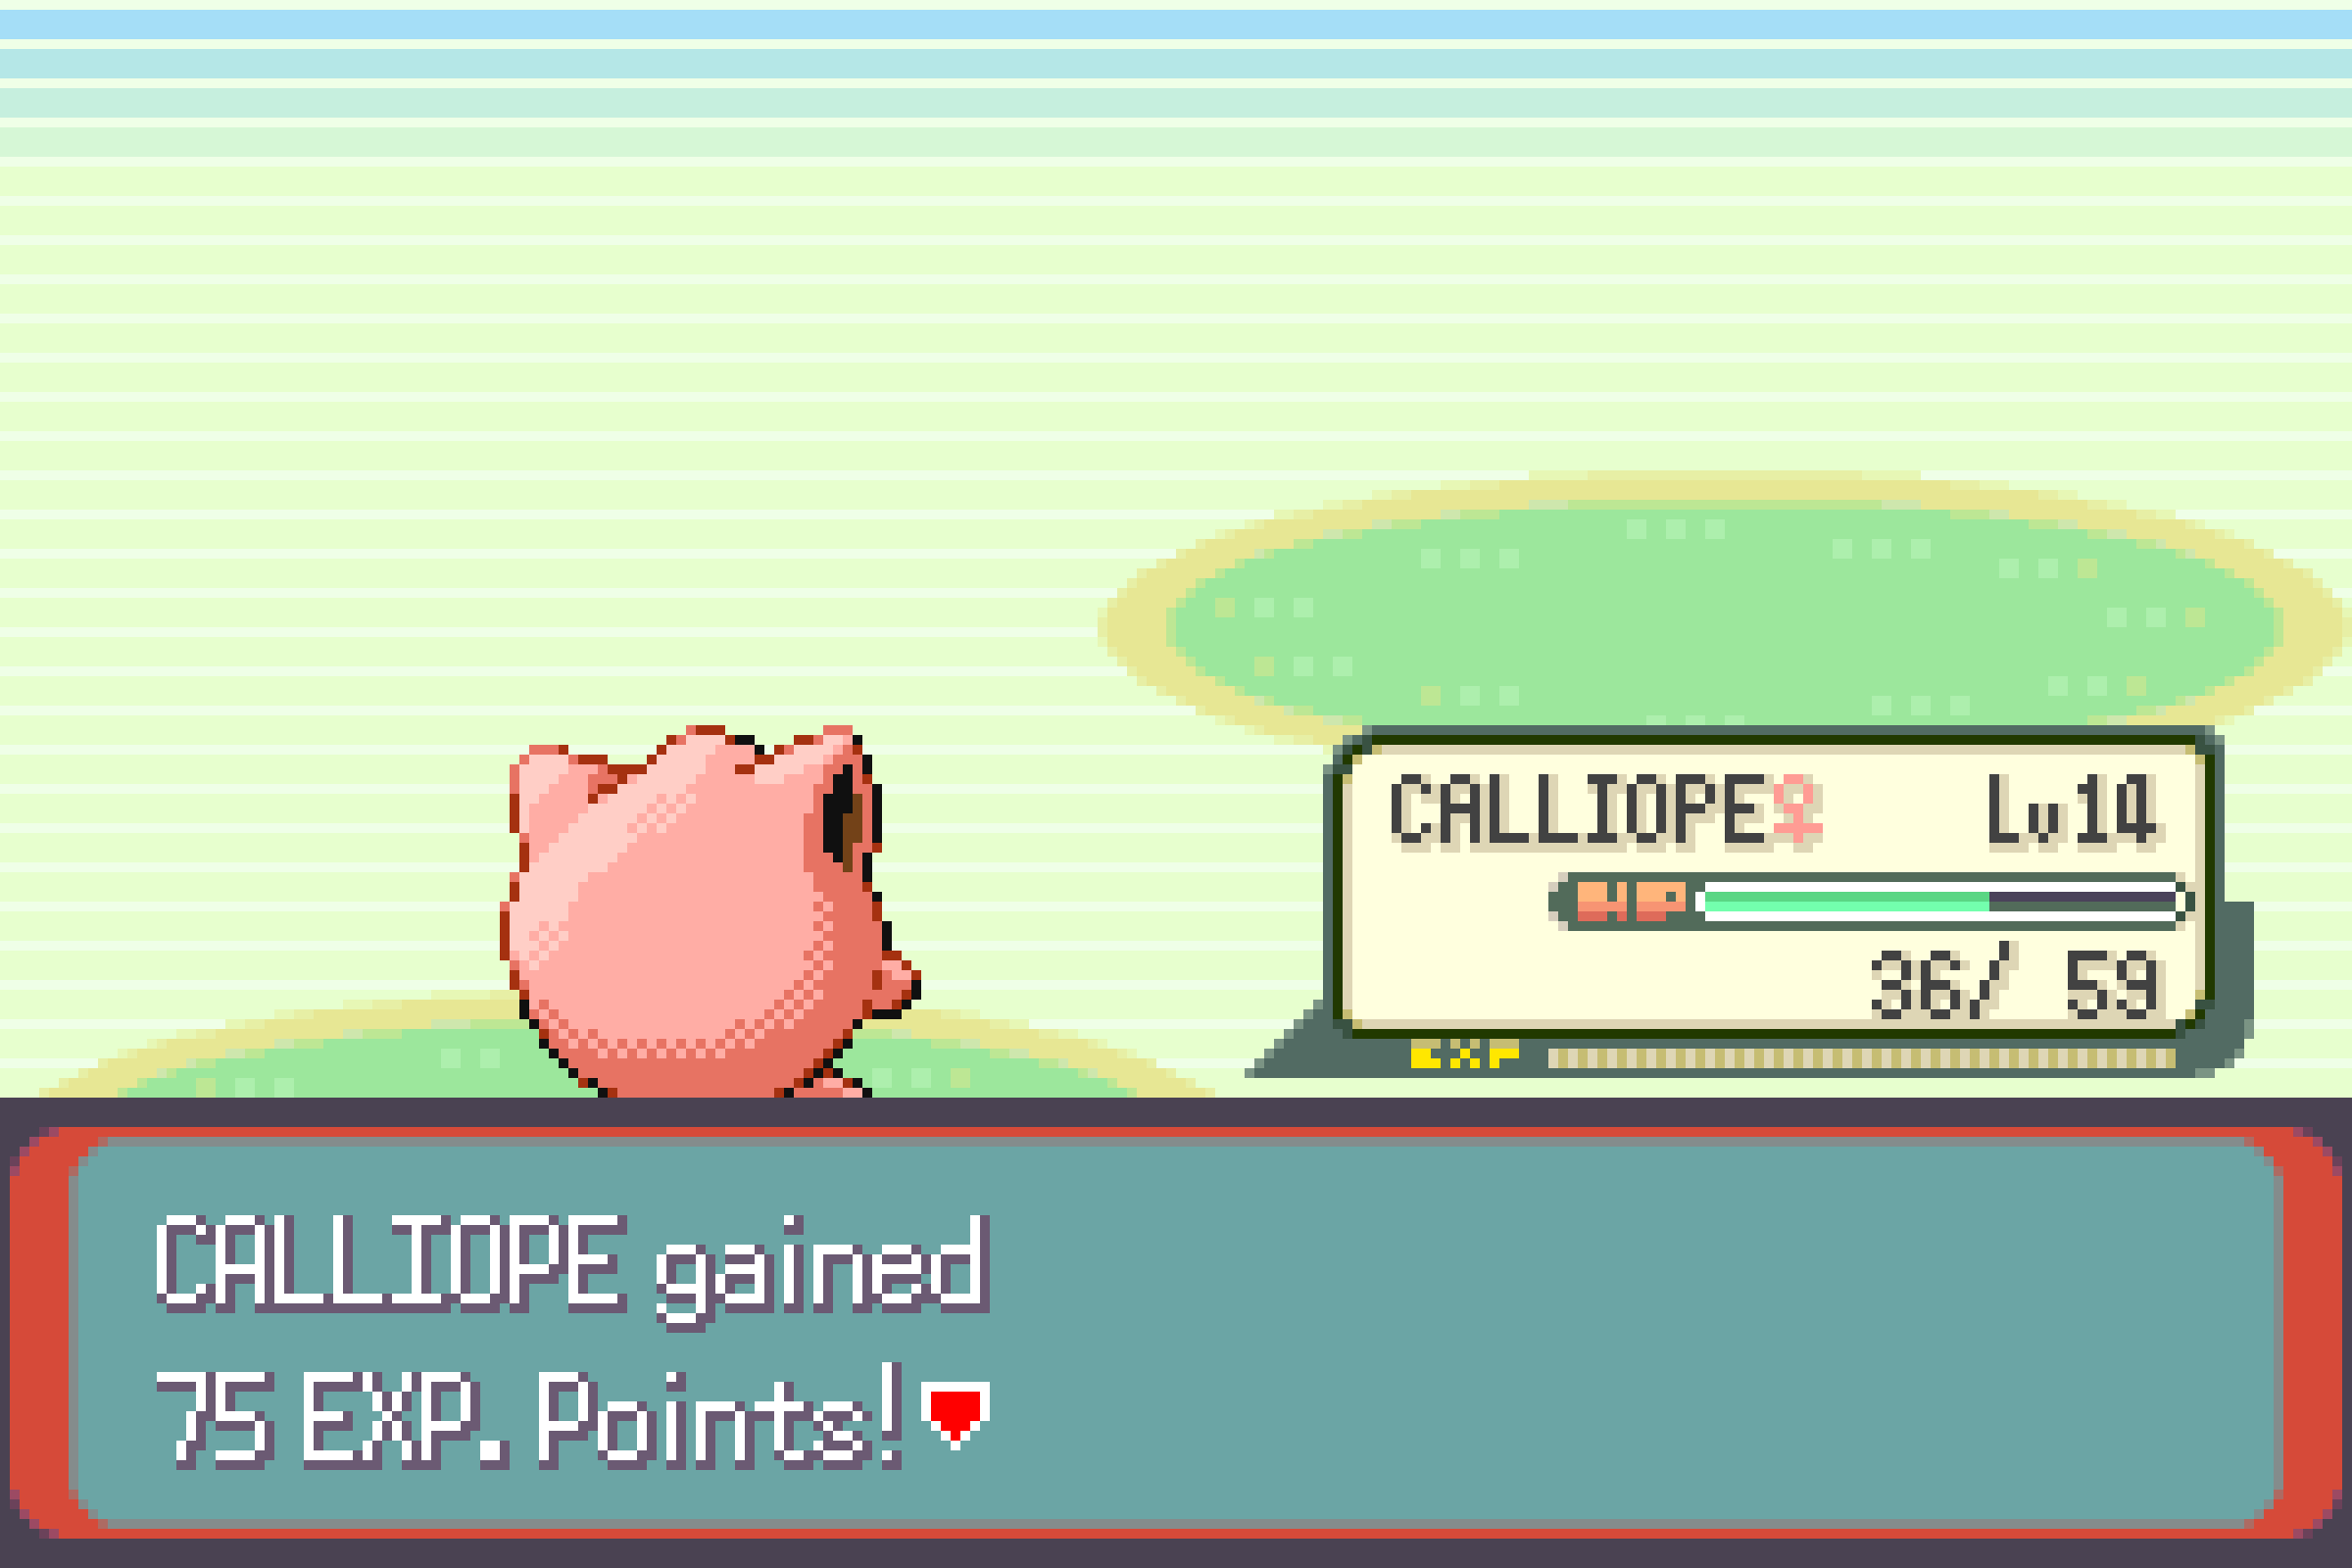 CALLIOPE♀ Lv14
HP
36/ 59
EXP
CALLIOPE gained
75 EXP. Points!